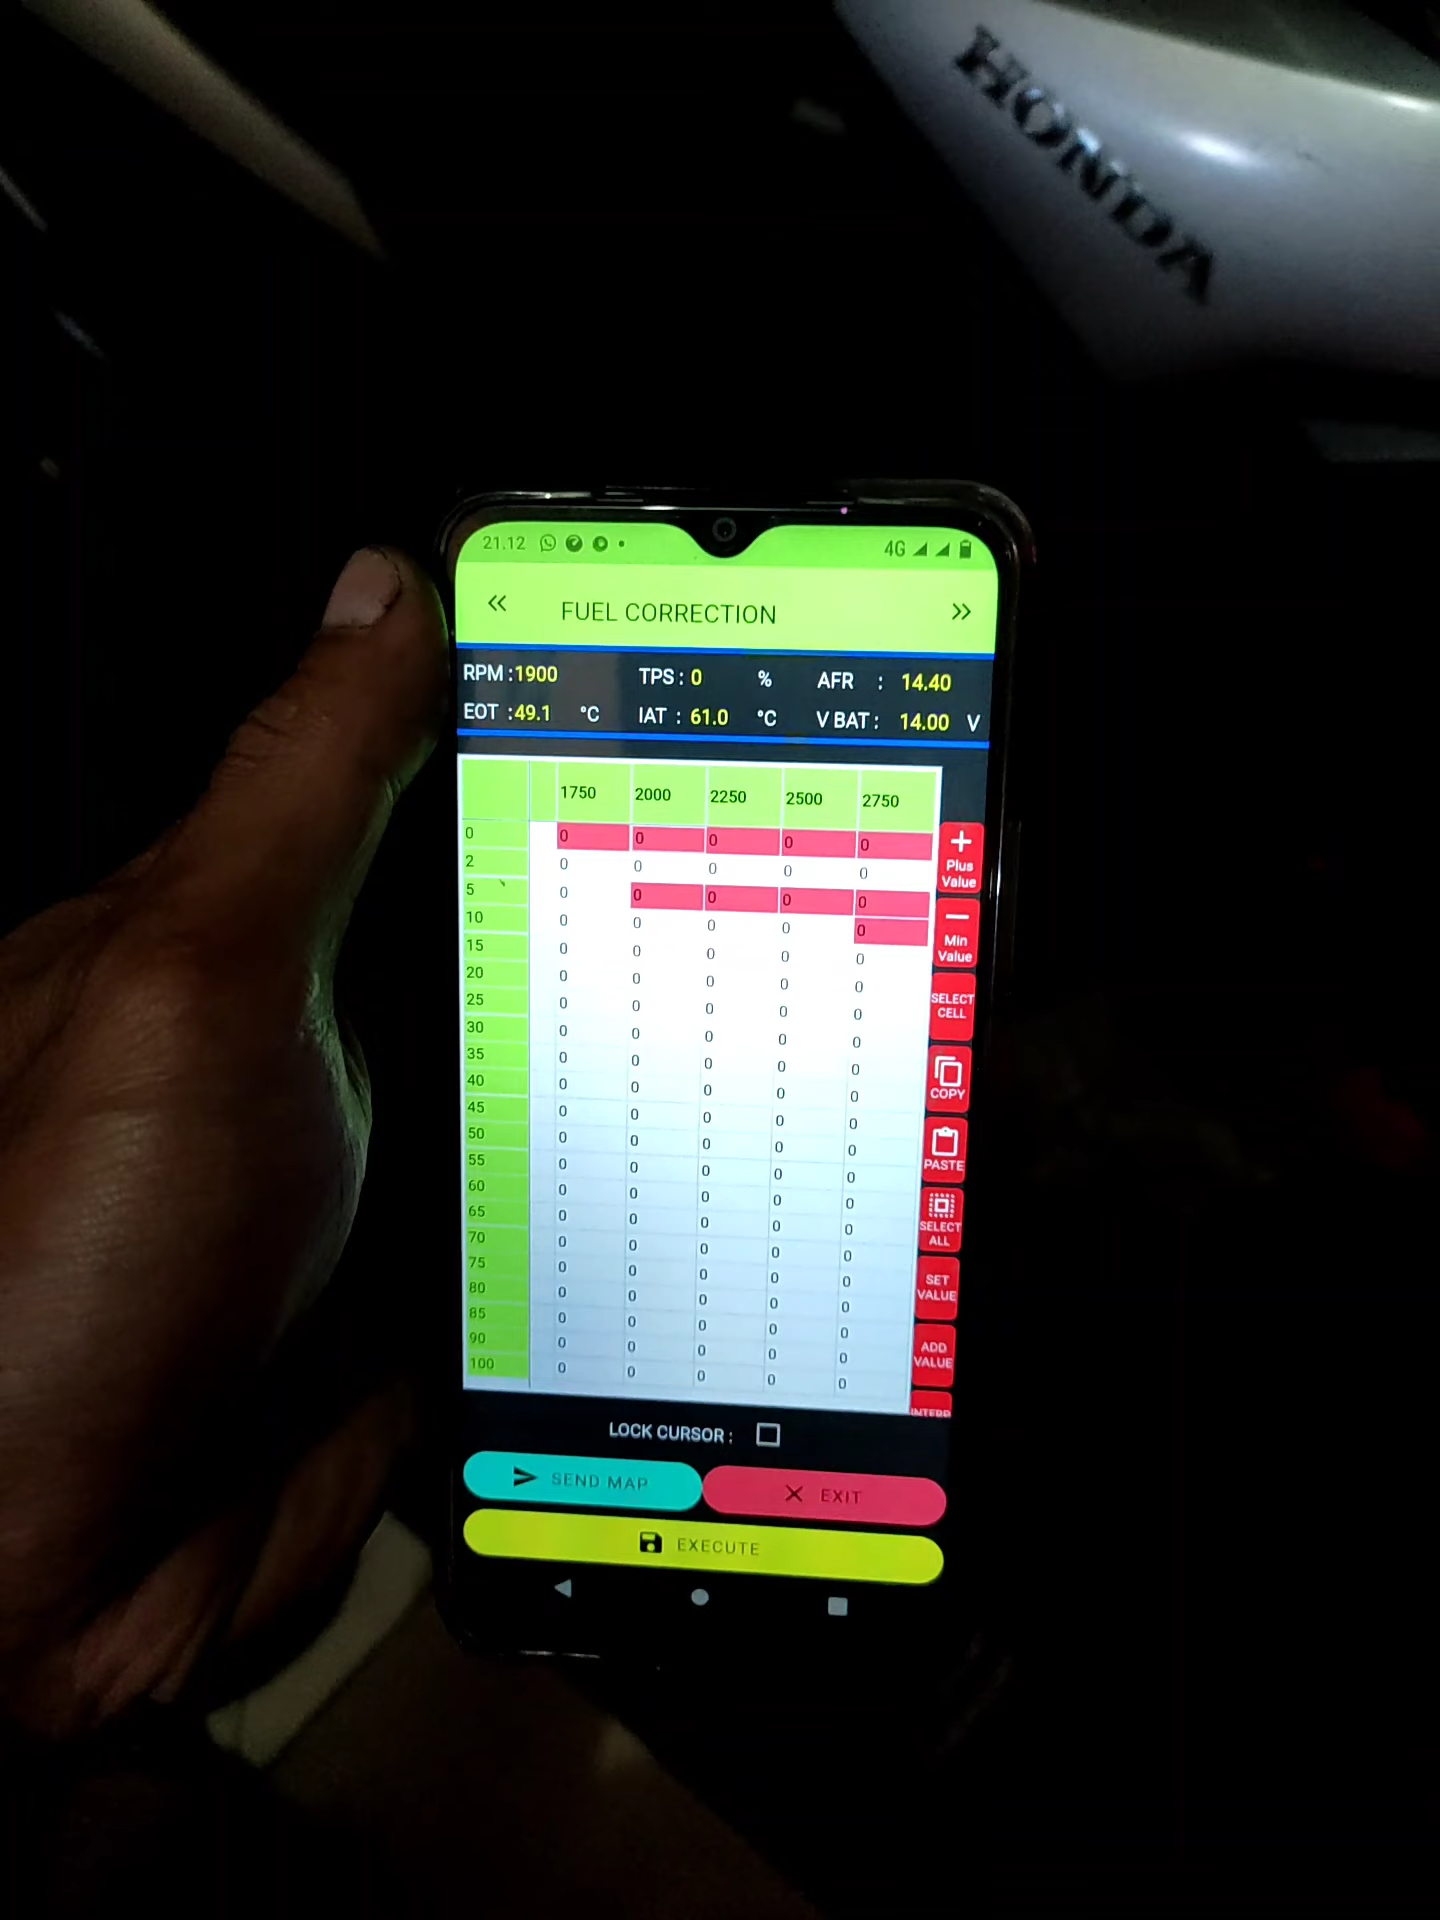 HONDA
21.12 4G
<< FUEL CORRECTION >>
RPM :1900 TPS : 0 % AFR : 14.40
EOT :49.1 °C IAT : 61.0 °C V BAT : 14.00 V
1750 2000 2250 2500 2750
0 0 0 0 0 0
2 0 0 0 0 0
5 0 0 0 0 0
10 0 0 0 0 0
15 0 0 0 0 0
20 0 0 0 0 0
25 0 0 0 0 0
30 0 0 0 0 0
35 0 0 0 0 0
40 0 0 0 0 0
45 0 0 0 0 0
50 0 0 0 0 0
55 0 0 0 0 0
60 0 0 0 0 0
65 0 0 0 0 0
70 0 0 0 0 0
75 0 0 0 0 0
80 0 0 0 0 0
85 0 0 0 0 0
90 0 0 0 0 0
100 0 0 0 0 0
+
Plus
Value
−
Min
Value
SELECT
CELL
COPY
PASTE
SELECT
ALL
SET
VALUE
ADD
VALUE
LOCK CURSOR :
SEND MAP
EXIT
EXECUTE